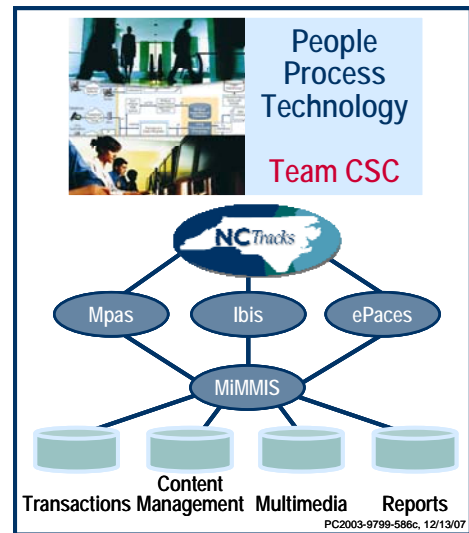 People
Process
Technology
Team CSC
NCTracks
Mpas
Ibis
ePaces
MiMMIS
Transactions
Content
Management
Multimedia
Reports
PC2003-9799-586c, 12/13/07